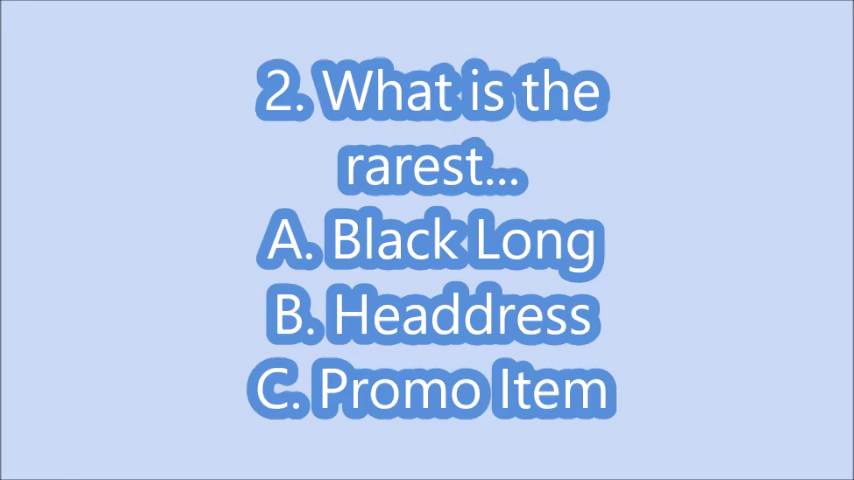 2. What is the
rarest...
A. Black Long
B. Headdress
C. Promo Item